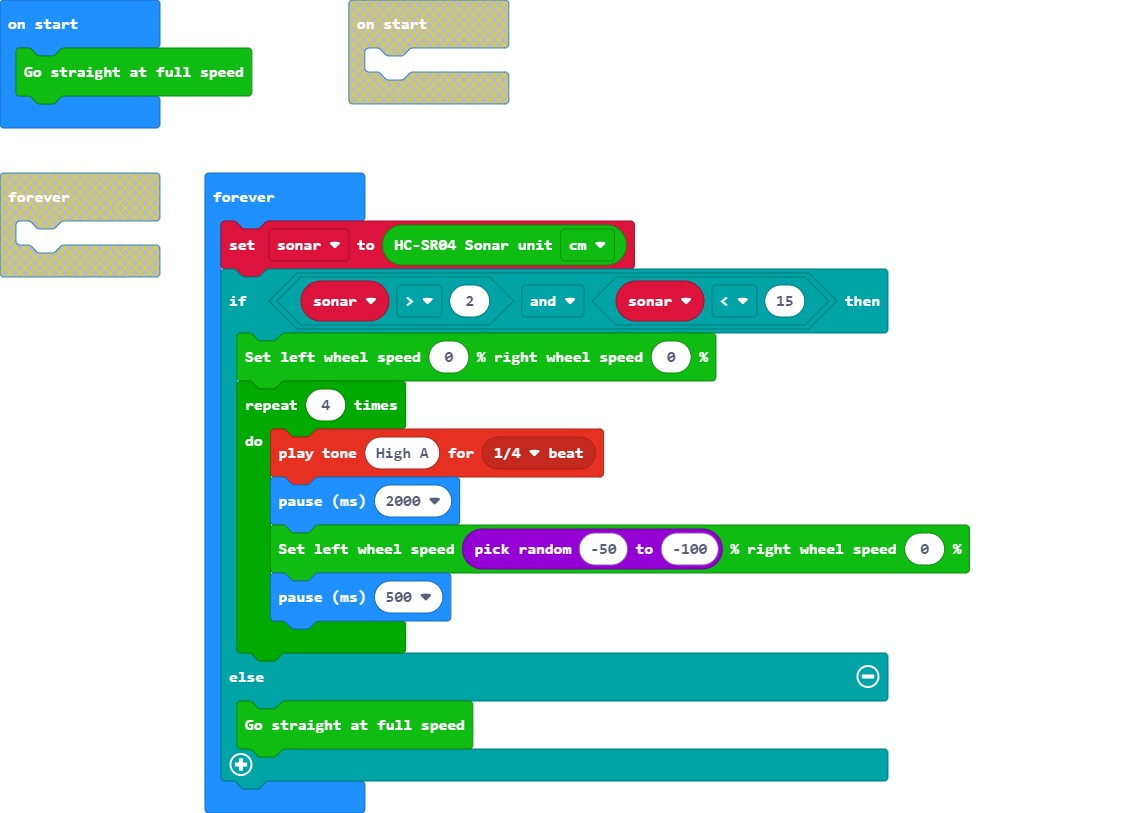 on start
Go straight at full speed
on start
forever
forever
set sonar to HC-SR04 Sonar unit cm
if sonar > 2 and sonar < 15 then
Set left wheel speed 0 % right wheel speed 0 %
repeat 4 times
do
play tone High A for 1/4 beat
pause (ms) 2000
Set left wheel speed pick random -50 to -100 % right wheel speed 0 %
pause (ms) 500
else
Go straight at full speed